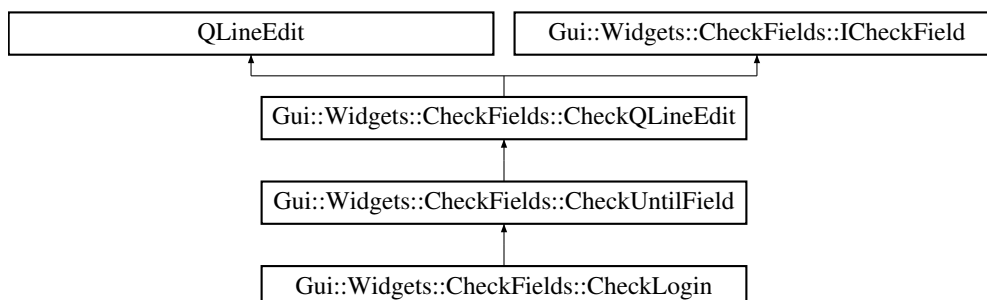 QLineEdit
Gui::Widgets::CheckFields::ICheckField
Gui::Widgets::CheckFields::CheckQLineEdit
Gui::Widgets::CheckFields::CheckUntilField
Gui::Widgets::CheckFields::CheckLogin